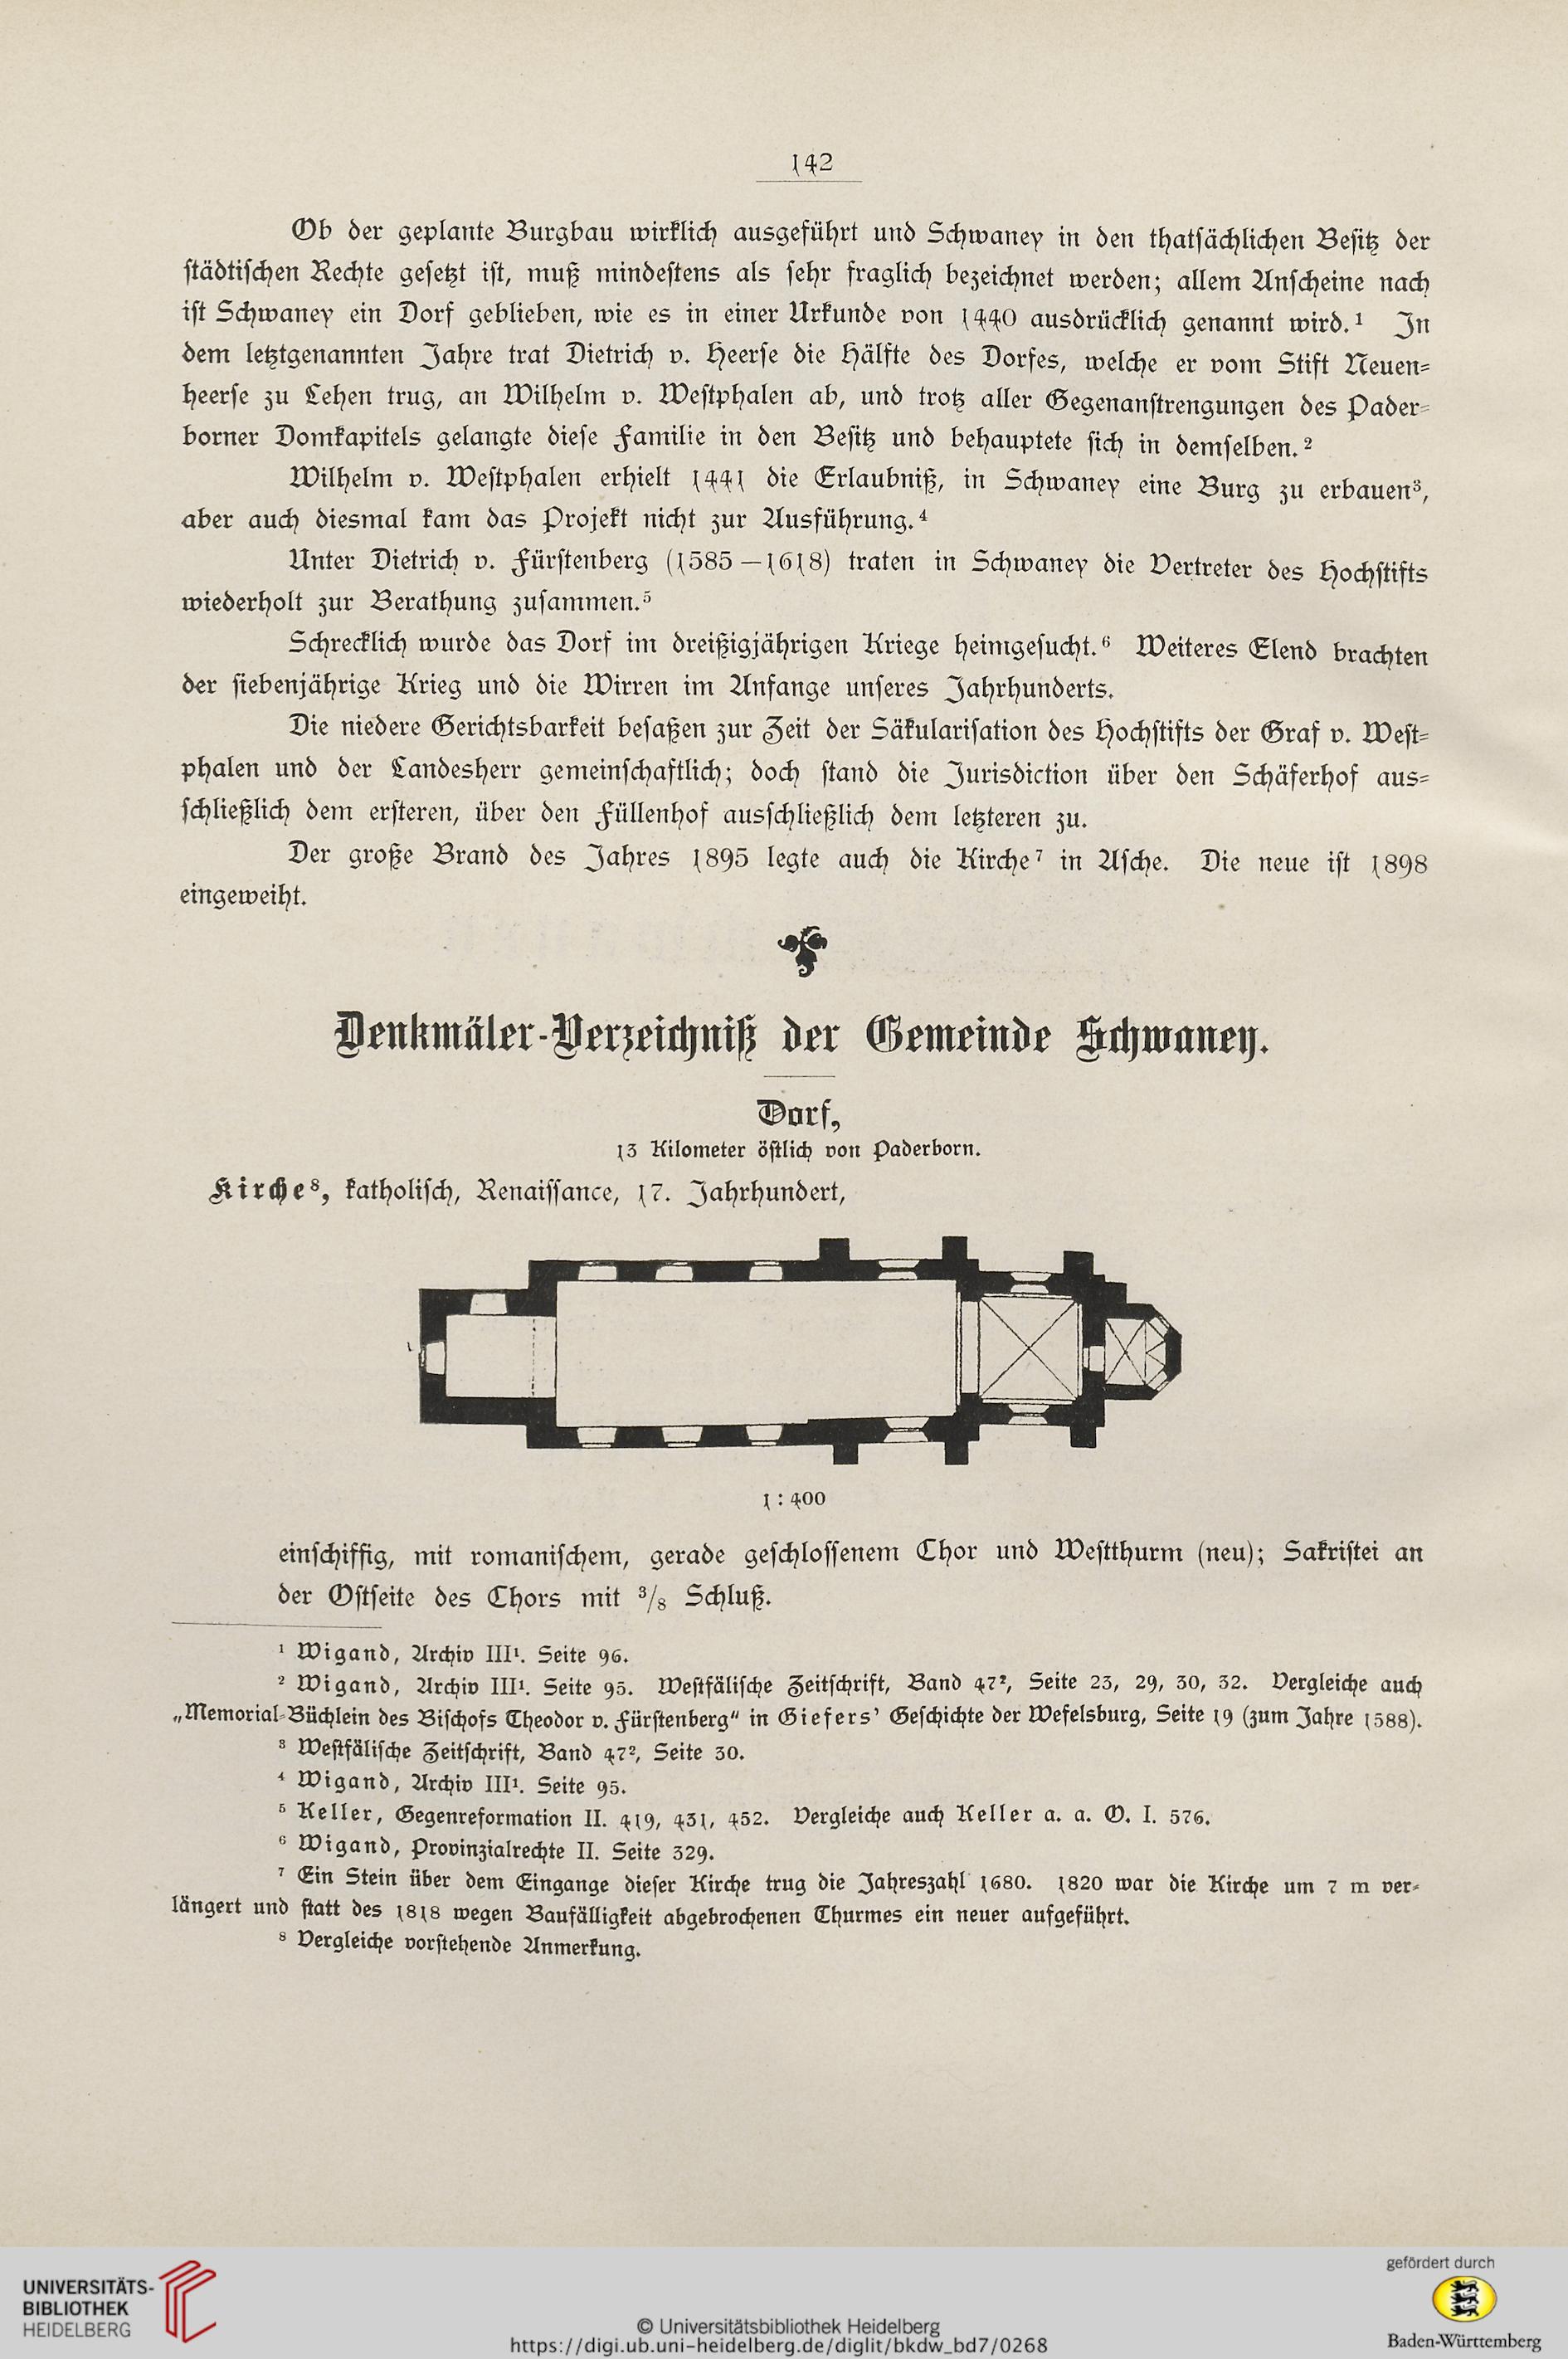 142
Ob der geplante Burgbau wirklich ausgeführt und Schwaney in den thatsächlichen Besitz der
städtischen Rechte gesetzt ist, muß mindestens als sehr fraglich bezeichnet werden; allem Anscheine nach
ist Schwaney ein Dorf geblieben, wie es in einer Urkunde von 1440 ausdrücklich genannt wird.¹ In
dem letztgenannten Jahre trat Dietrich v. Heerse die Hälfte des Dorfes, welche er vom Stift Neuen-
heerse zu Lehen trug, an Wilhelm v. Westphalen ab, und trotz aller Gegenanstrengungen des Pader-
borner Domkapitels gelangte diese Familie in den Besitz und behauptete sich in demselben.²
Wilhelm v. Westphalen erhielt 1441 die Erlaubniß, in Schwaney eine Burg zu erbauen³,
aber auch diesmal kam das Projekt nicht zur Ausführung.⁴
Unter Dietrich v. Fürstenberg (1585—1618) traten in Schwaney die Vertreter des Hochstifts
wiederholt zur Berathung zusammen.⁵
Schrecklich wurde das Dorf im dreißigjährigen Kriege heimgesucht.⁶ Weiteres Elend brachten
der siebenjährige Krieg und die Wirren im Anfange unseres Jahrhunderts.
Die niedere Gerichtsbarkeit besaßen zur Zeit der Säkularisation des Hochstifts der Graf v. West-
phalen und der Landesherr gemeinschaftlich; doch stand die Jurisdiction über den Schäferhof aus-
schließlich dem ersteren, über den Füllenhof ausschließlich dem letzteren zu.
Der große Brand des Jahres 1895 legte auch die Kirche⁷ in Asche. Die neue ist 1898
eingeweiht.
Denkmäler-Verzeichniß der Gemeinde Schwaney.
Dorf,
13 Kilometer östlich von Paderborn.
Kirche⁸, katholisch, Renaissance, 17. Jahrhundert,
1 : 400
einschiffig, mit romanischem, gerade geschlossenem Chor und Westthurm (neu); Sakristei an
der Ostseite des Chors mit ³/₈ Schluß.
¹ Wigand, Archiv III¹. Seite 96.
² Wigand, Archiv III¹. Seite 95. Westfälische Zeitschrift, Band 47², Seite 23, 29, 30, 32. Vergleiche auch
„Memorial-Büchlein des Bischofs Theodor v. Fürstenberg“ in Giefers’ Geschichte der Wefelsburg, Seite 19 (zum Jahre 1588).
³ Westfälische Zeitschrift, Band 47², Seite 30.
⁴ Wigand, Archiv III¹. Seite 95.
⁵ Keller, Gegenreformation II. 419, 431, 452. Vergleiche auch Keller a. a. O. I. 576.
⁶ Wigand, Provinzialrechte II. Seite 329.
⁷ Ein Stein über dem Eingange dieser Kirche trug die Jahreszahl 1680. 1820 war die Kirche um 7 m ver-
längert und statt des 1818 wegen Baufälligkeit abgebrochenen Thurmes ein neuer aufgeführt.
⁸ Vergleiche vorstehende Anmerkung.
UNIVERSITÄTS-
BIBLIOTHEK
HEIDELBERG
© Universitätsbibliothek Heidelberg
https://digi.ub.uni-heidelberg.de/diglit/bkdw_bd7/0268
gefördert durch
Baden-Württemberg